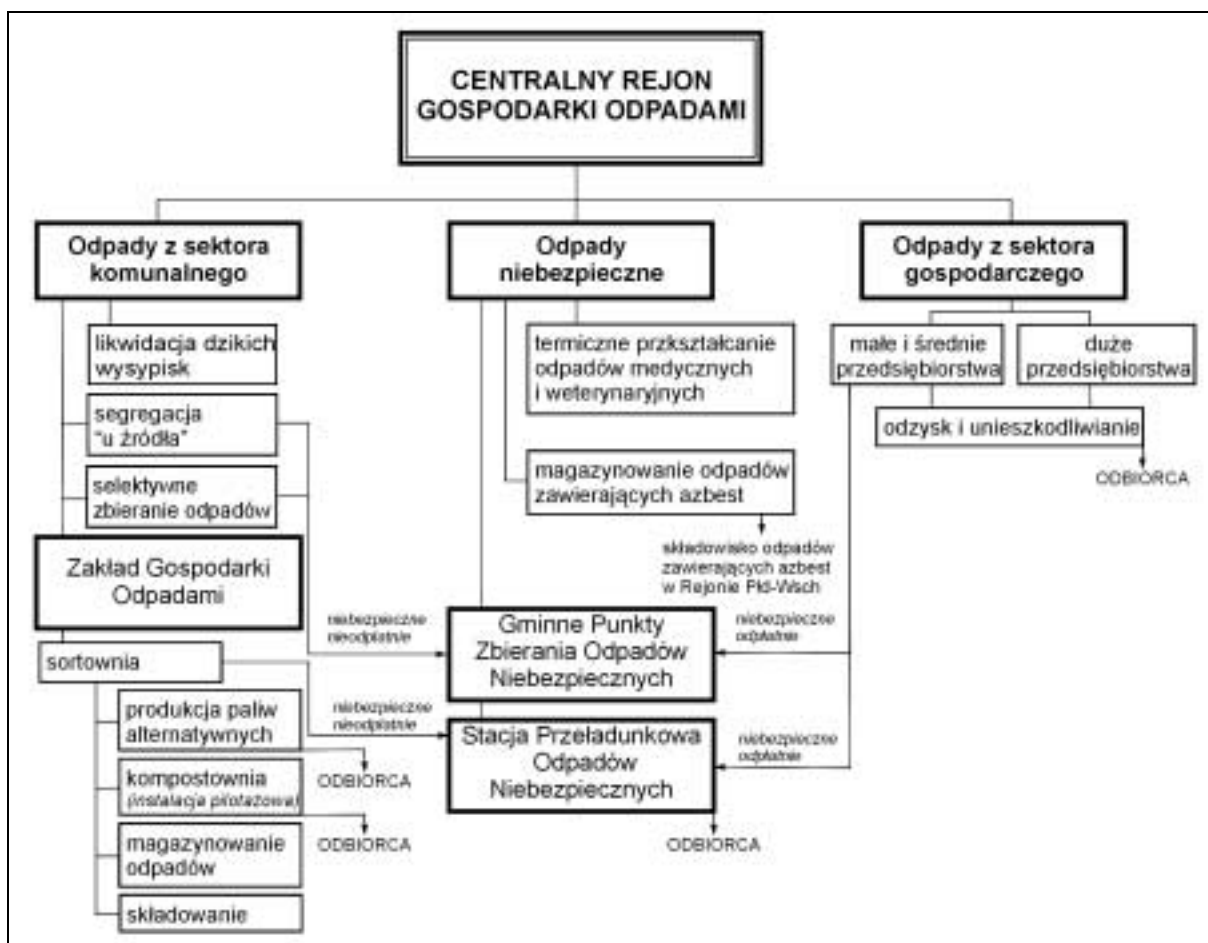 CENTRALNY REJON
GOSPODARKI ODPADAMI
Odpady z sektora
komunalnego
likwidacja dzikich
wysypisk
segregacja
"u źródła"
selektywne
zbieranie odpadów
Zakład Gospodarki
Odpadami
sortownia
produkcja paliw
alternatywnych
ODBIORCA
kompostownia
(instalacja pilotażowa)
ODBIORCA
magazynowanie
odpadów
składowanie
Odpady
niebezpieczne
termiczne przkształcanie
odpadów medycznych
i weterynaryjnych
magazynowanie odpadów
zawierających azbest
składowisko odpadów
zawierających azbest
w Rejonie Płd-Wsch
niebezpieczne
nieodpłatnie
Gminne Punkty
Zbierania Odpadów
Niebezpiecznych
niebezpieczne
odpłatnie
niebezpieczne
nieodpłatnie
Stacja Przeładunkowa
Odpadów
Niebezpiecznych
niebezpieczne
odpłatnie
ODBIORCA
Odpady z sektora
gospodarczego
małe i średnie
przedsiębiorstwa
duże
przedsiębiorstwa
odzysk i unieszkodliwianie
ODBIORCA